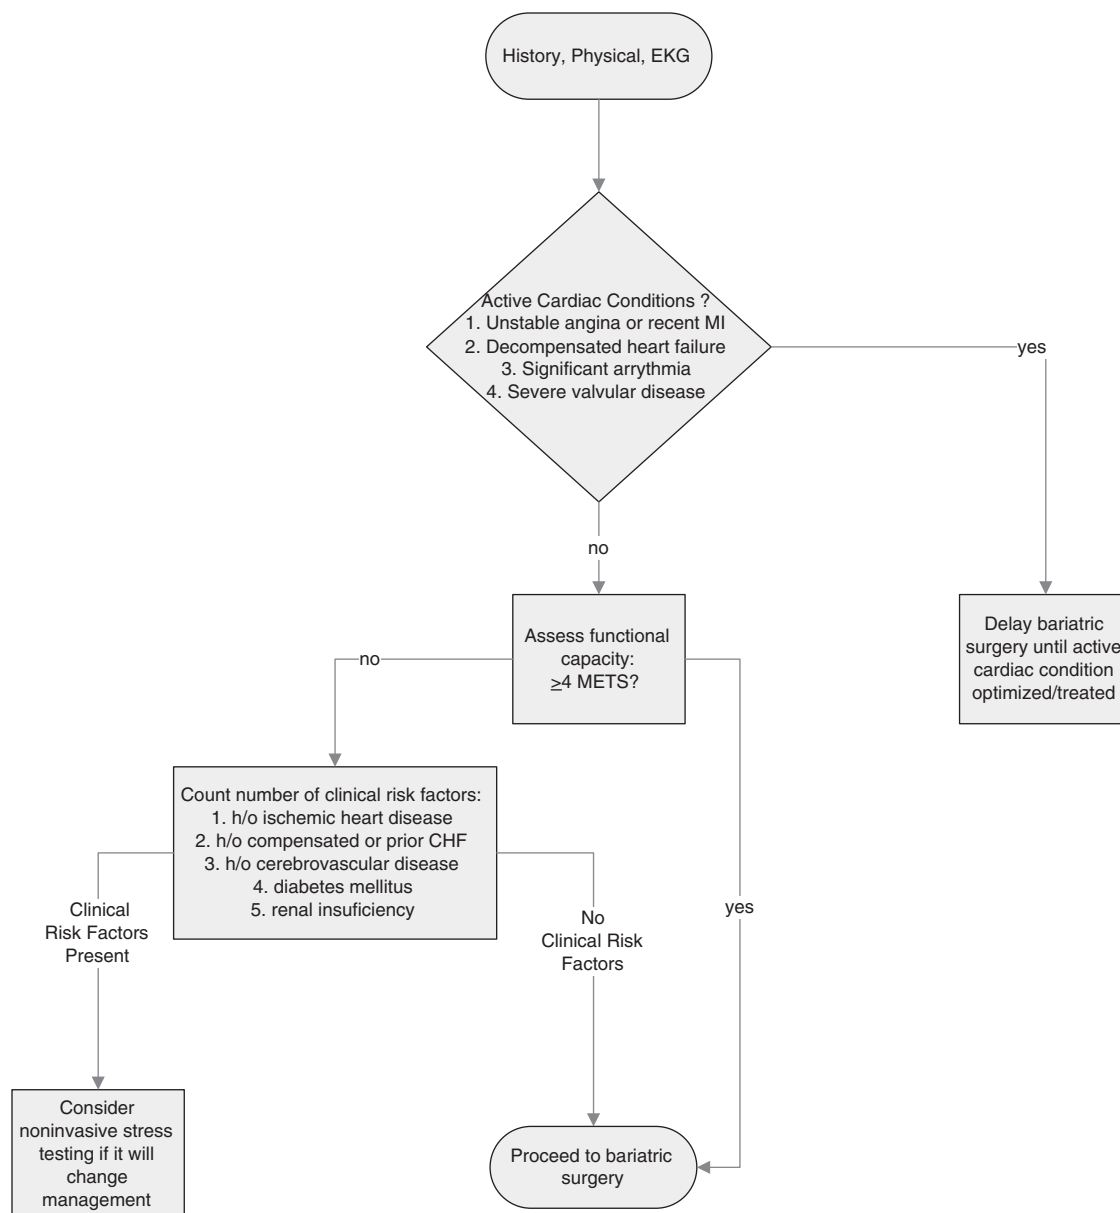 History, Physical, EKG
Active Cardiac Conditions ?
1. Unstable angina or recent MI
2. Decompensated heart failure
3. Significant arrythmia
4. Severe valvular disease
yes
no
Assess functional
capacity:
≥4 METS?
Delay bariatric
surgery until active
cardiac condition
optimized/treated
no
Count number of clinical risk factors:
1. h/o ischemic heart disease
2. h/o compensated or prior CHF
3. h/o cerebrovascular disease
4. diabetes mellitus
5. renal insuficiency
yes
Clinical
Risk Factors
Present
No
Clinical Risk
Factors
Consider
noninvasive stress
testing if it will
change
management
Proceed to bariatric
surgery